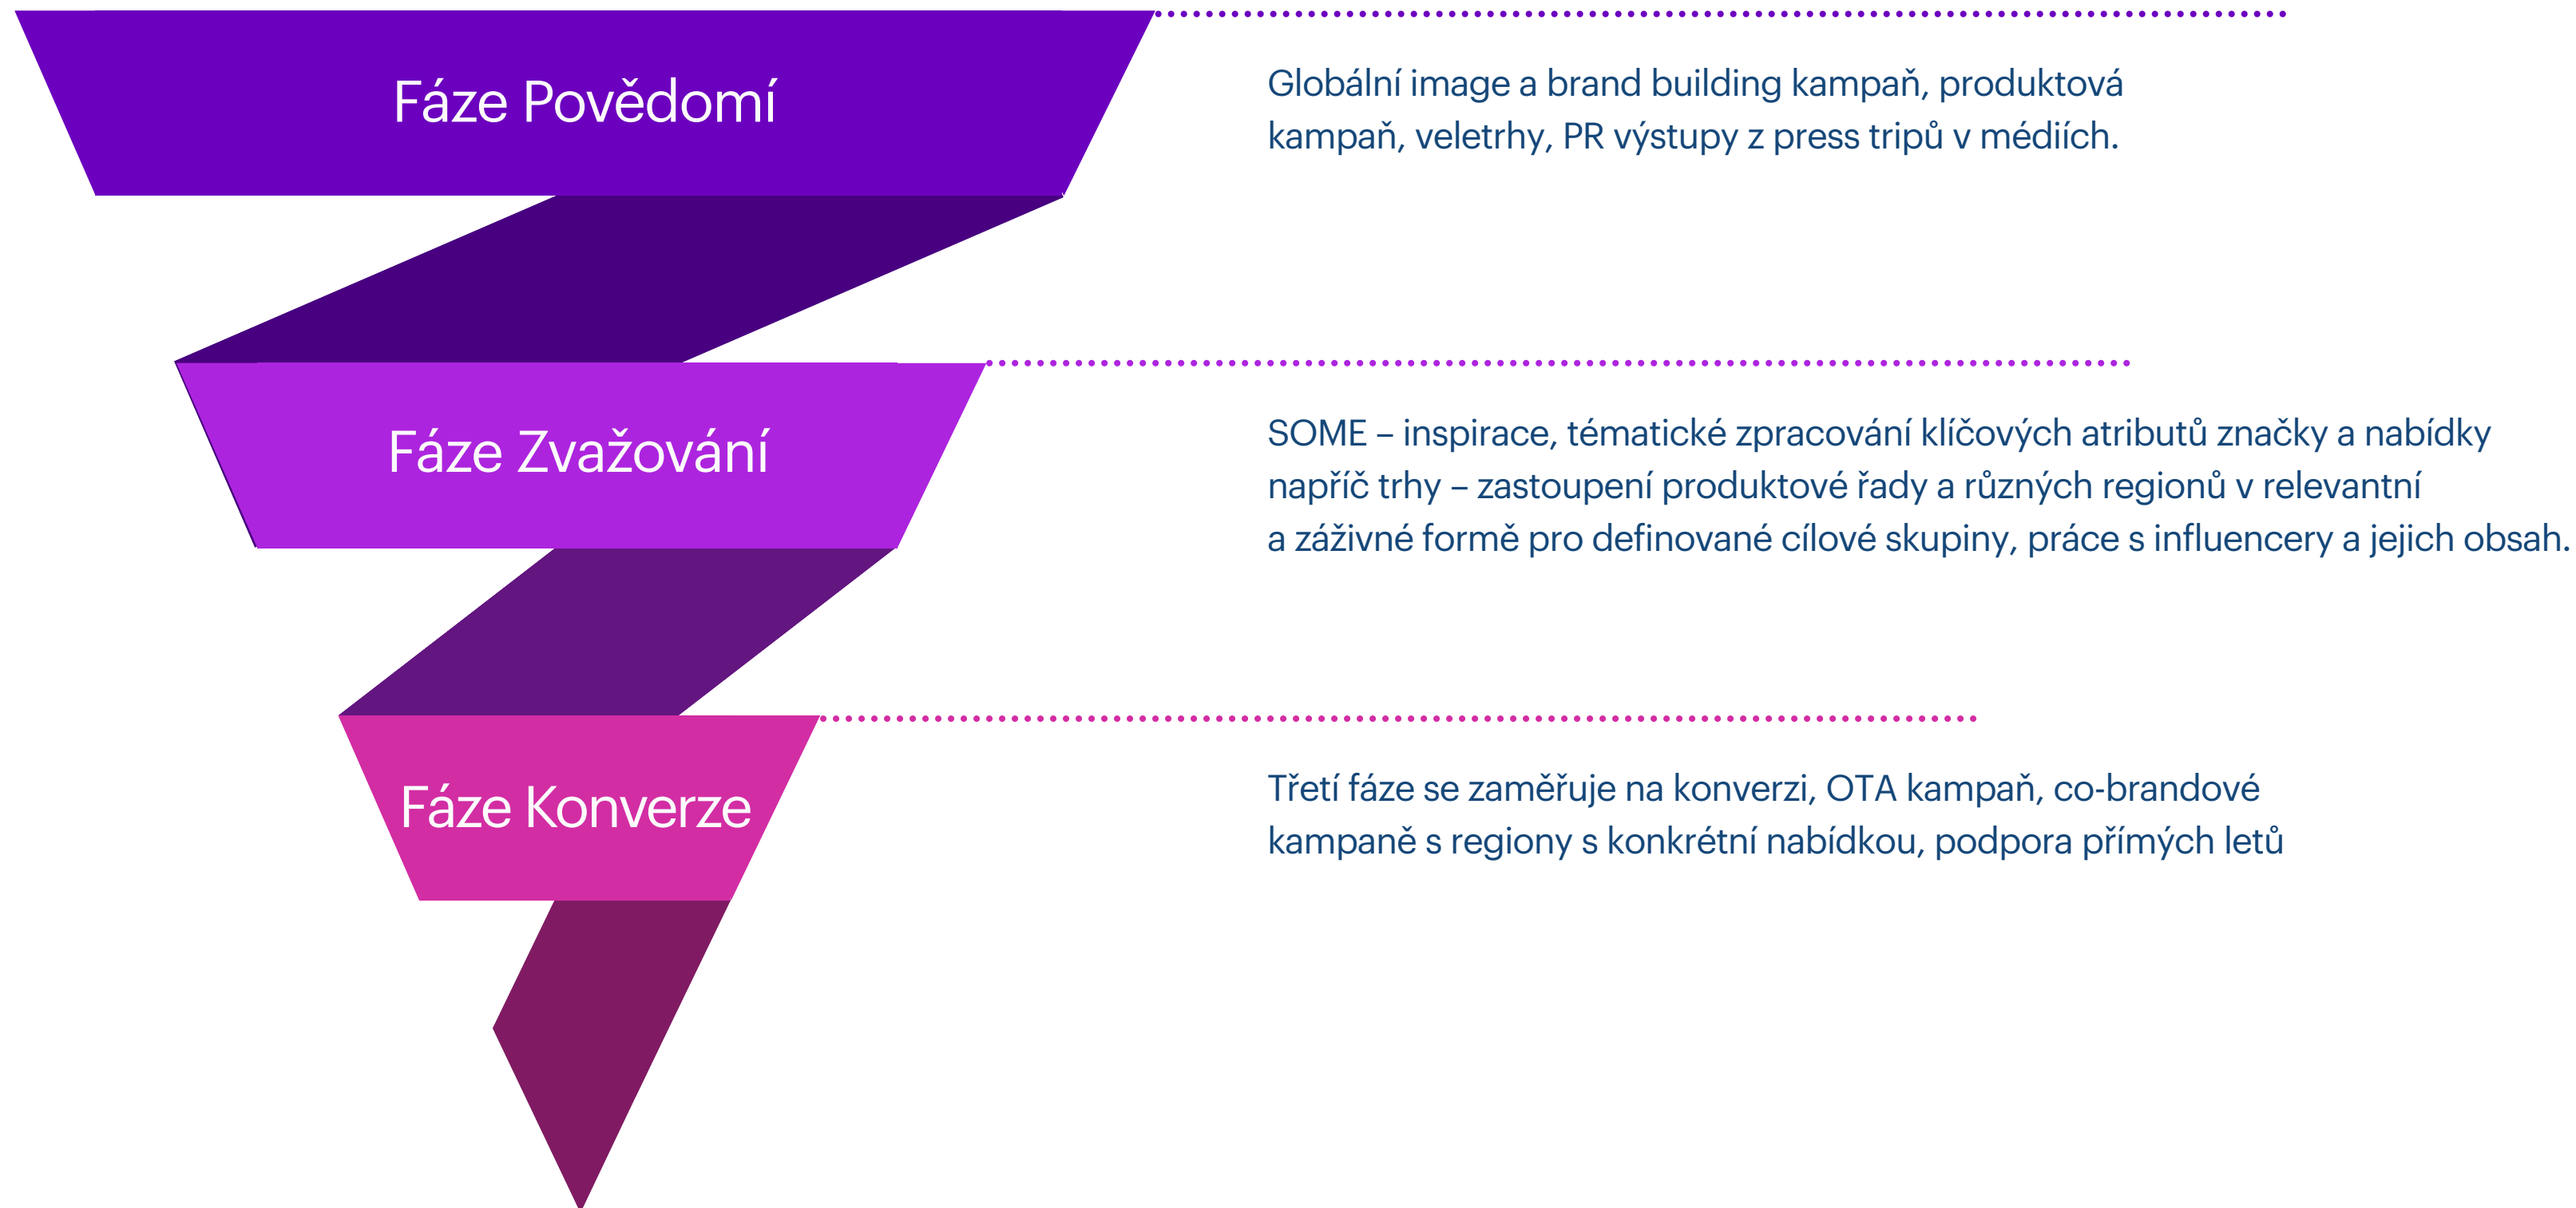 Fáze Povědomí
Globální image a brand building kampaň, produktová
kampaň, veletrhy, PR výstupy z press tripů v médiích.
Fáze Zvažování
SOME – inspirace, tématické zpracování klíčových atributů značky a nabídky
napříč trhy – zastoupení produktové řady a různých regionů v relevantní
a záživné formě pro definované cílové skupiny, práce s influencery a jejich obsah.
Fáze Konverze
Třetí fáze se zaměřuje na konverzi, OTA kampaň, co-brandové
kampaně s regiony s konkrétní nabídkou, podpora přímých letů